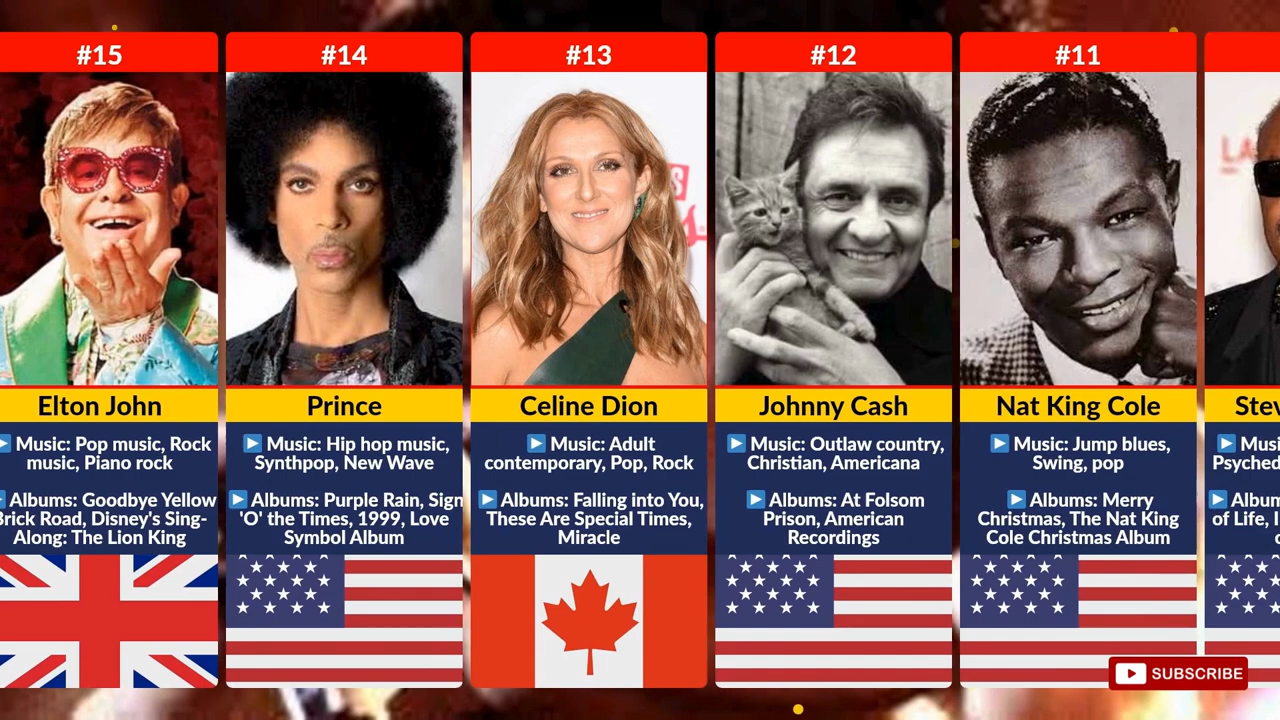 #15
Elton John
Music: Pop music, Rock
music, Piano rock
Albums: Goodbye Yellow
Brick Road, Disney's Sing-
Along: The Lion King
#14
Prince
Music: Hip hop music,
Synthpop, New Wave
Albums: Purple Rain, Sign
'O' the Times, 1999, Love
Symbol Album
#13
Celine Dion
Music: Adult
contemporary, Pop, Rock
Albums: Falling into You,
These Are Special Times,
Miracle
#12
Johnny Cash
Music: Outlaw country,
Christian, Americana
Albums: At Folsom
Prison, American
Recordings
#11
Nat King Cole
Music: Jump blues,
Swing, pop
Albums: Merry
Christmas, The Nat King
Cole Christmas Album
of Life,
SUBSCRIBE